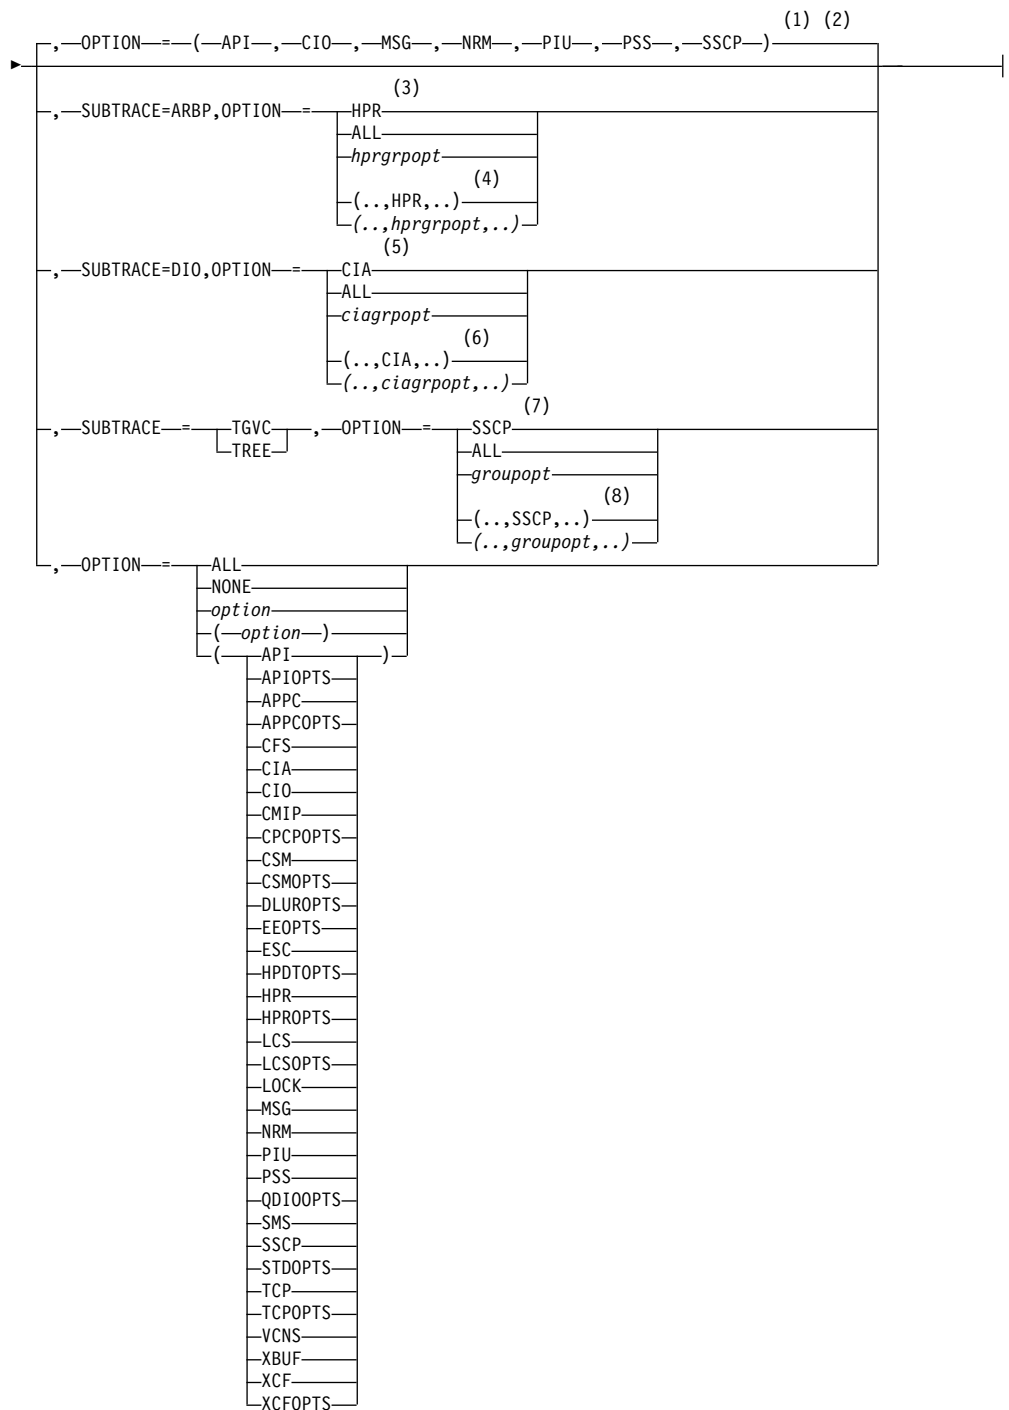 (1) (2)
, OPTION = ( API , CIO , MSG , NRM , PIU , PSS , SSCP )
(3)
, SUBTRACE=ARBP,OPTION = HPR
ALL
hprgrpopt
(4)
(..,HPR,..)
(..,hprgrpopt,..)
(5)
, SUBTRACE=DIO,OPTION = CIA
ALL
ciagrpopt
(6)
(..,CIA,..)
(..,ciagrpopt,..)
(7)
, SUBTRACE = TGVC , OPTION = SSCP
TREE ALL
groupopt
(8)
(..,SSCP,..)
(..,groupopt,..)
, OPTION = ALL
NONE
option
( option )
( API )
APIOPTS
APPC
APPCOPTS
CFS
CIA
CIO
CMIP
CPCPOPTS
CSM
CSMOPTS
DLUROPTS
EEOPTS
ESC
HPDTOPTS
HPR
HPROPTS
LCS
LCSOPTS
LOCK
MSG
NRM
PIU
PSS
QDIOOPTS
SMS
SSCP
STDOPTS
TCP
TCPOPTS
VCNS
XBUF
XCF
XCFOPTS